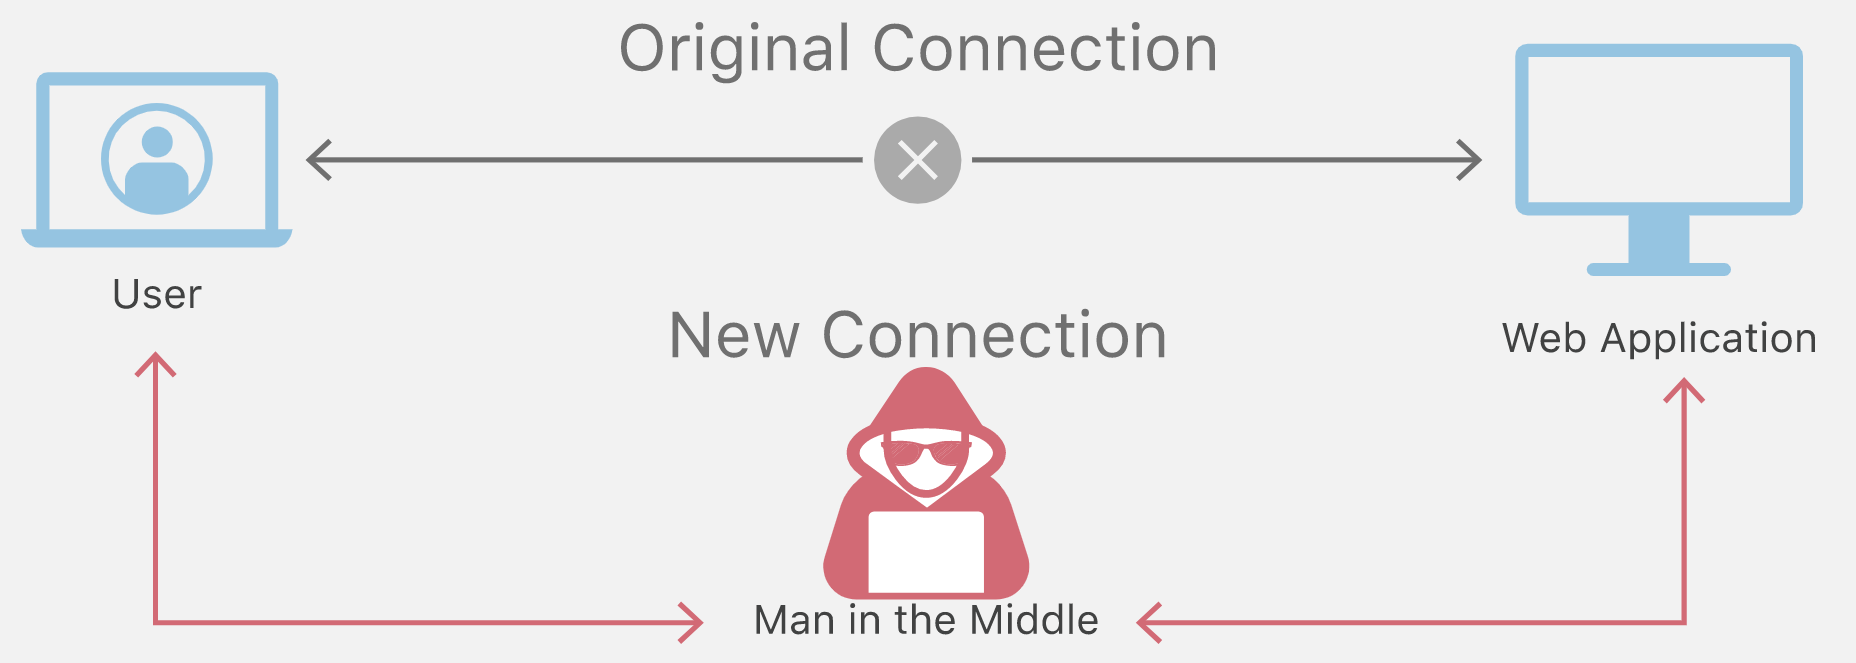 Original Connection
User
New Connection
Web Application
Man in the Middle